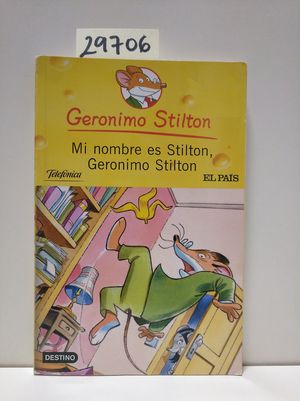 29706
Geronimo Stilton
Mi nombre es Stilton,
Geronimo Stilton
Telefónica
EL PAÍS
DESTINO